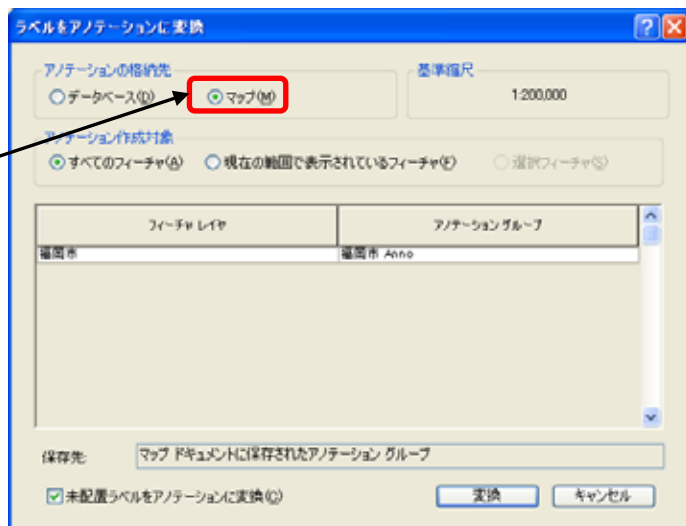 ラベルをアノテーションに変換
アノテーションの格納先
データベース(D)
マップ(M)
基準縮尺
1:200,000
アノテーション作成対象
すべてのフィーチャ(A)
現在の範囲で表示されているフィーチャ(E)
選択フィーチャ(S)
フィーチャ レイヤ
アノテーション グループ
福岡市
福岡市 Anno
保存先:
マップ ドキュメントに保存されたアノテーション グループ
未配置ラベルをアノテーションに変換(C)
変換
キャンセル